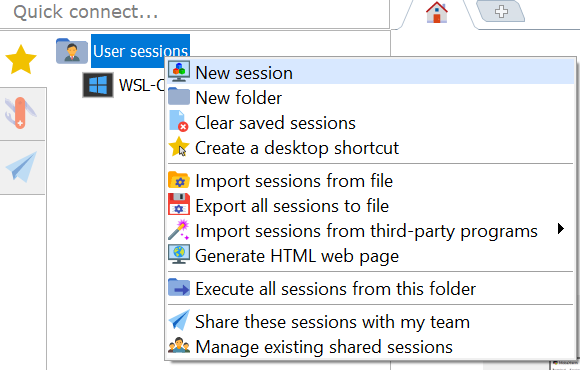 Quick connect...
User sessions
WSL-
New session
New folder
Clear saved sessions
Create a desktop shortcut
Import sessions from file
Export all sessions to file
Import sessions from third-party programs
Generate HTML web page
Execute all sessions from this folder
Share these sessions with my team
Manage existing shared sessions